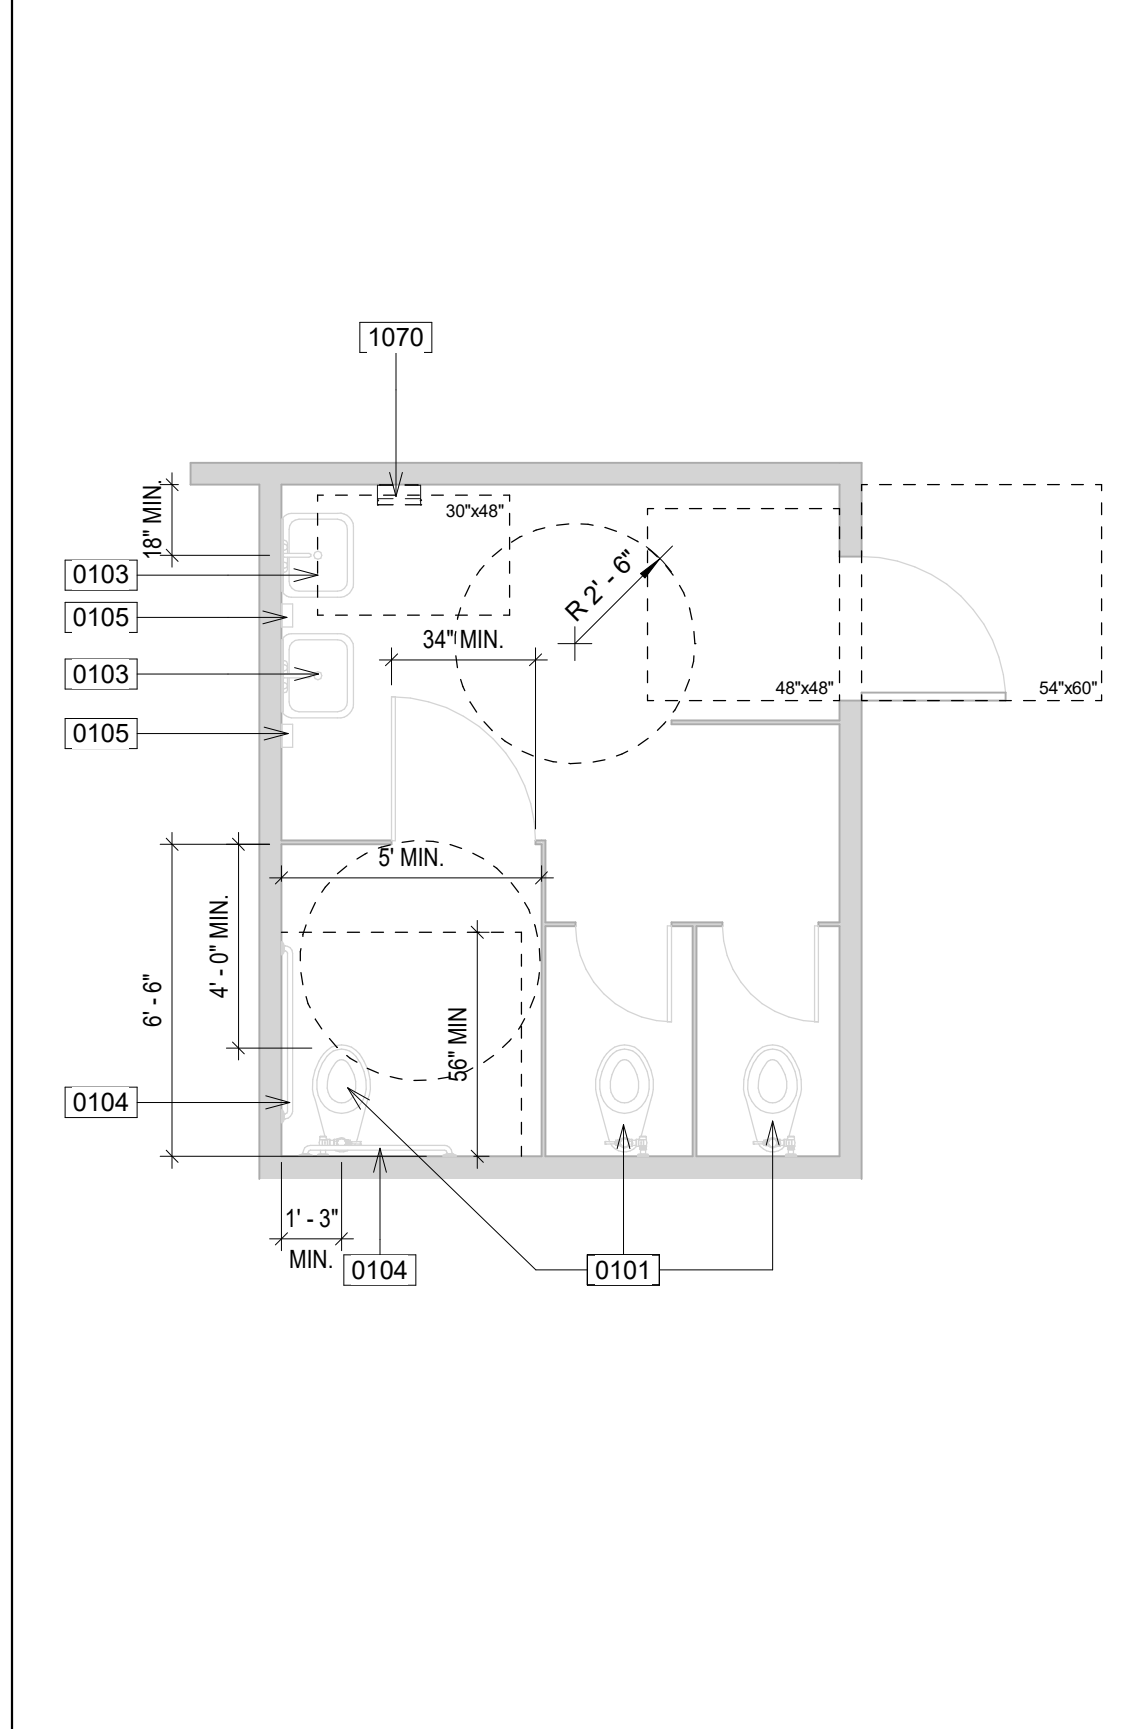 1070
18" MIN.
30"x48"
0103
R 2' - 6"
0105
34" MIN.
0103
48"x48"
54"x60"
0105
5' MIN.
4' - 0" MIN.
6' - 6"
56" MIN
0104
1' - 3"
MIN.
0104
0101